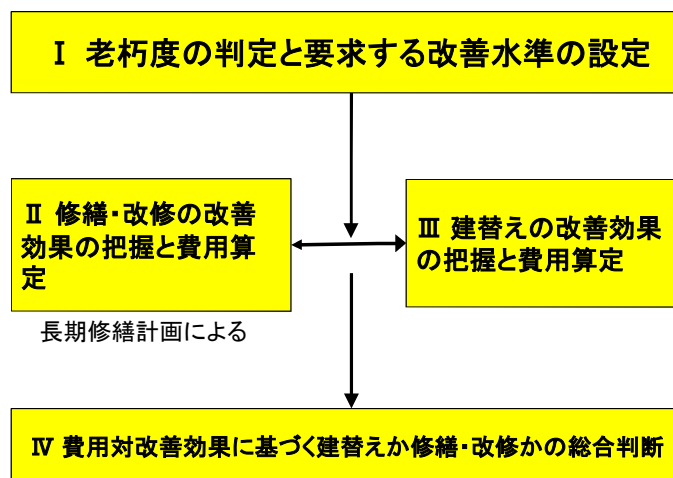 Ⅰ 老朽度の判定と要求する改善水準の設定
Ⅱ 修繕・改修の改善
効果の把握と費用算
定
Ⅲ 建替えの改善効果
の把握と費用算定
長期修繕計画による
Ⅳ 費用対改善効果に基づく建替えか修繕・改修かの総合判断